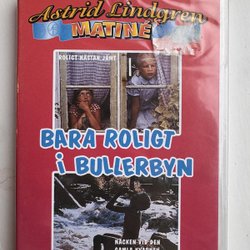 Astrid Lindgren
MATINÉ
ROLIGT NÄSTAN JÄMT
BARA ROLIGT
i BULLERBYN
NÄCKEN VID DEN
GAMLA KVARNEN